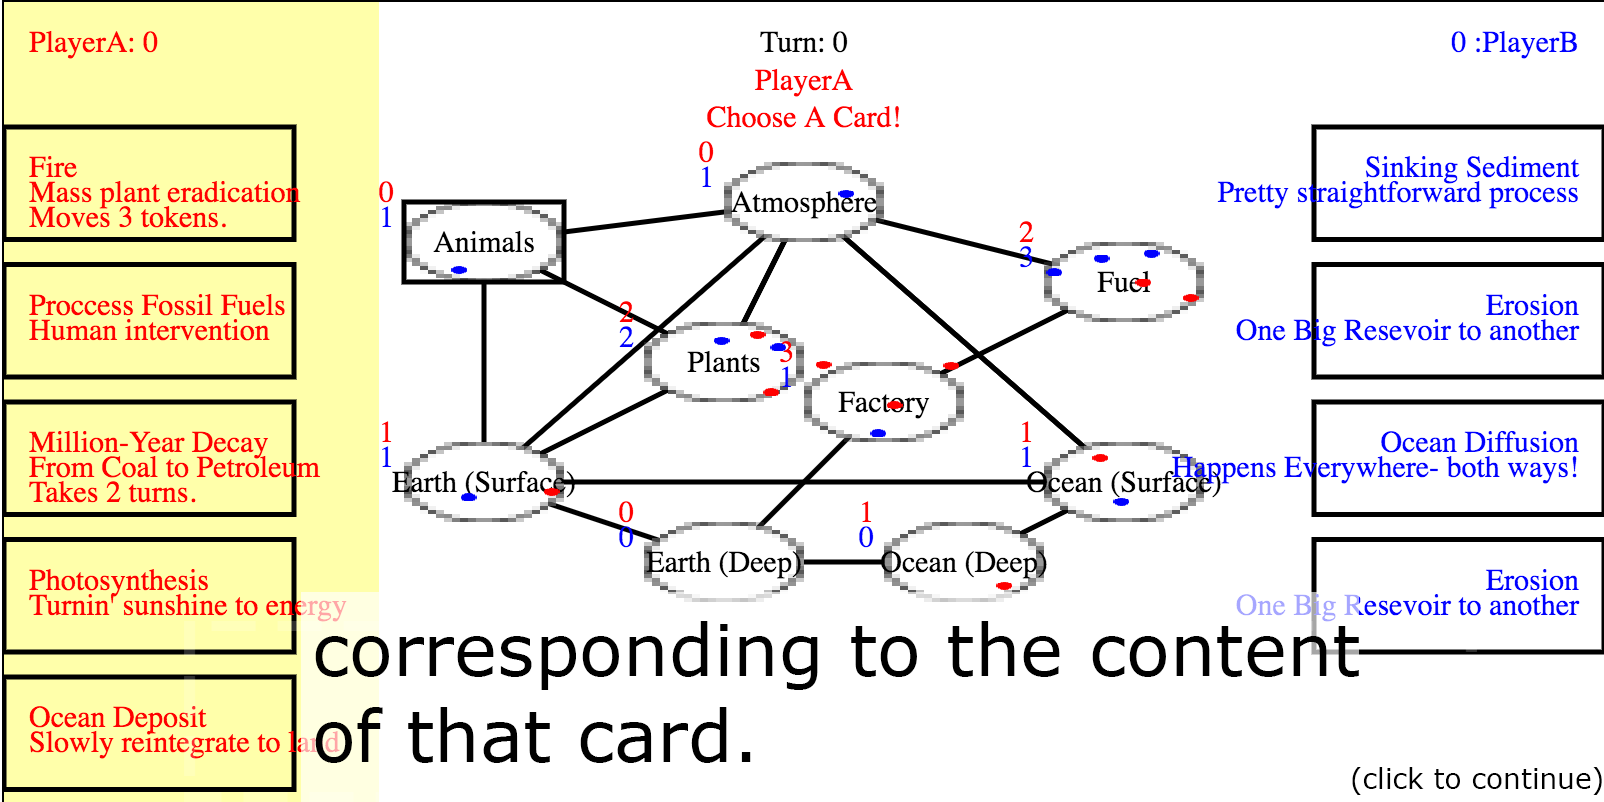 PlayerA: 0
Turn: 0
0 :PlayerB
PlayerA
Choose A Card!
Fire
Mass plant eradication
Moves 3 tokens.
Proccess Fossil Fuels
Human intervention
Million-Year Decay
From Coal to Petroleum
Takes 2 turns.
Photosynthesis
Turnin' sunshine to energy
Ocean Deposit
Slowly reintegrate to land
0
1
Atmosphere
0
1
Animals
2
3
Fuel
2
2
Plants
3
1
Factory
1
1
Earth (Surface)
1
1
Ocean (Surface)
0
0
Earth (Deep)
1
0
Ocean (Deep)
Sinking Sediment
Pretty straightforward process
Erosion
One Big Resevoir to another
Ocean Diffusion
Happens Everywhere- both ways!
Erosion
One Big Resevoir to another
corresponding to the content
of that card.
(click to continue)